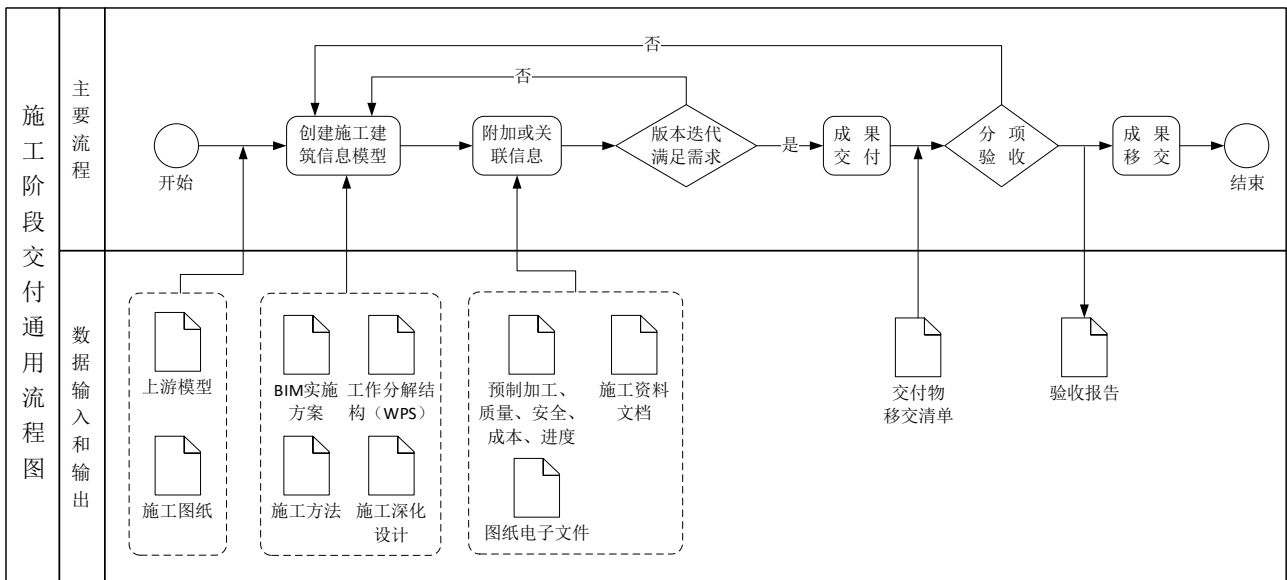 施工阶段交付通用流程图
主要流程
否
否
创建施工建
筑信息模型
附加或关
联信息
版本迭代
满足需求
是
成果
交付
分项
验收
成果
移交
开始
结束
数据输入和输出
上游模型
施工图纸
BIM实施
方案
工作分解结
构（WPS）
施工方法
施工深化
设计
预制加工、
质量、安全、
成本、进度
施工资料
文档
图纸电子文件
交付物
移交清单
验收报告